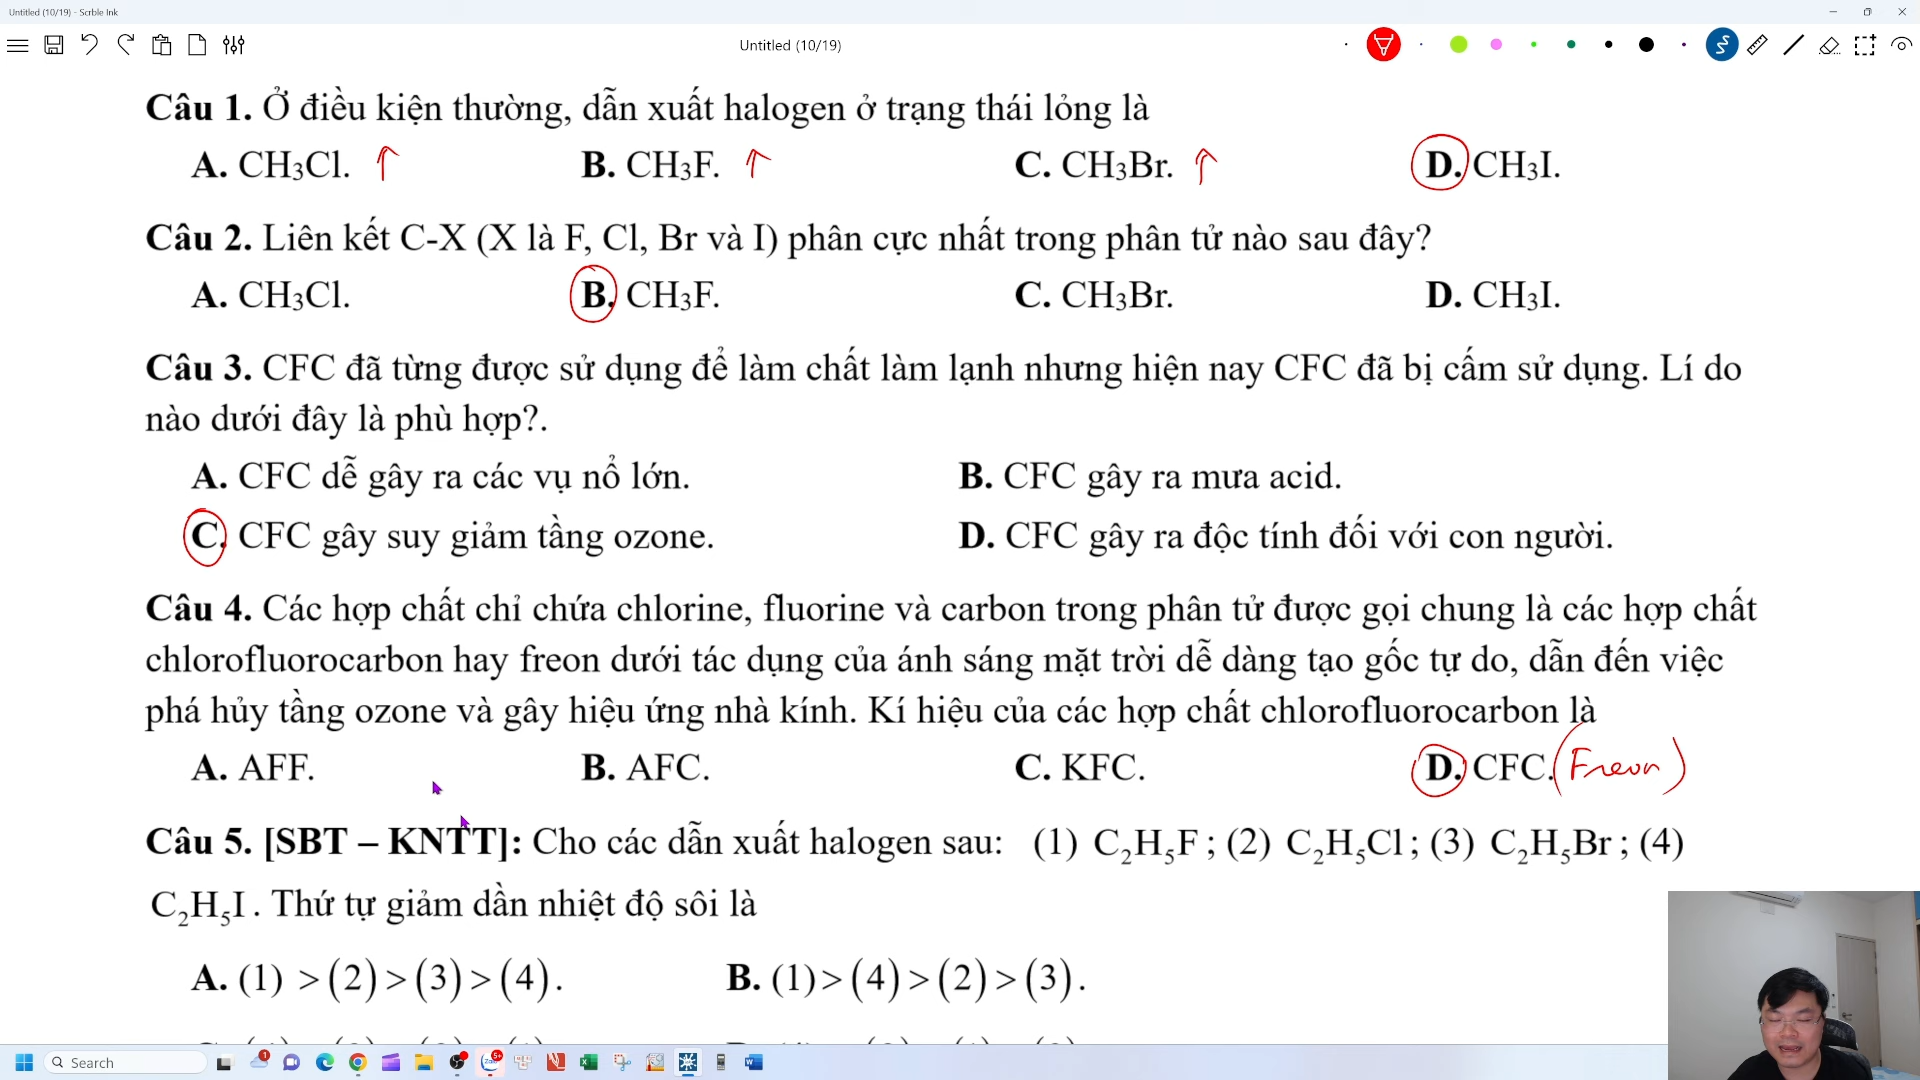 Untitled (10/19) - Scrble Ink
Untitled (10/19)
Câu 1. Ở điều kiện thường, dẫn xuất halogen ở trạng thái lỏng là
A. CH₃Cl. ↑ B. CH₃F. ↑ C. CH₃Br. ↑ D. CH₃I.
Câu 2. Liên kết C-X (X là F, Cl, Br và I) phân cực nhất trong phân tử nào sau đây?
A. CH₃Cl. B. CH₃F. C. CH₃Br. D. CH₃I.
Câu 3. CFC đã từng được sử dụng để làm chất làm lạnh nhưng hiện nay CFC đã bị cấm sử dụng. Lí do
nào dưới đây là phù hợp?.
A. CFC dễ gây ra các vụ nổ lớn. B. CFC gây ra mưa acid.
C. CFC gây suy giảm tầng ozone. D. CFC gây ra độc tính đối với con người.
Câu 4. Các hợp chất chỉ chứa chlorine, fluorine và carbon trong phân tử được gọi chung là các hợp chất
chlorofluorocarbon hay freon dưới tác dụng của ánh sáng mặt trời dễ dàng tạo gốc tự do, dẫn đến việc
phá hủy tầng ozone và gây hiệu ứng nhà kính. Kí hiệu của các hợp chất chlorofluorocarbon là
A. AFF. B. AFC. C. KFC. D. CFC. (Freon)
Câu 5. [SBT – KNTT]: Cho các dẫn xuất halogen sau: (1) C₂H₅F; (2) C₂H₅Cl; (3) C₂H₅Br; (4)
C₂H₅I. Thứ tự giảm dần nhiệt độ sôi là
A. (1) > (2) > (3) > (4). B. (1) > (4) > (2) > (3).
Search